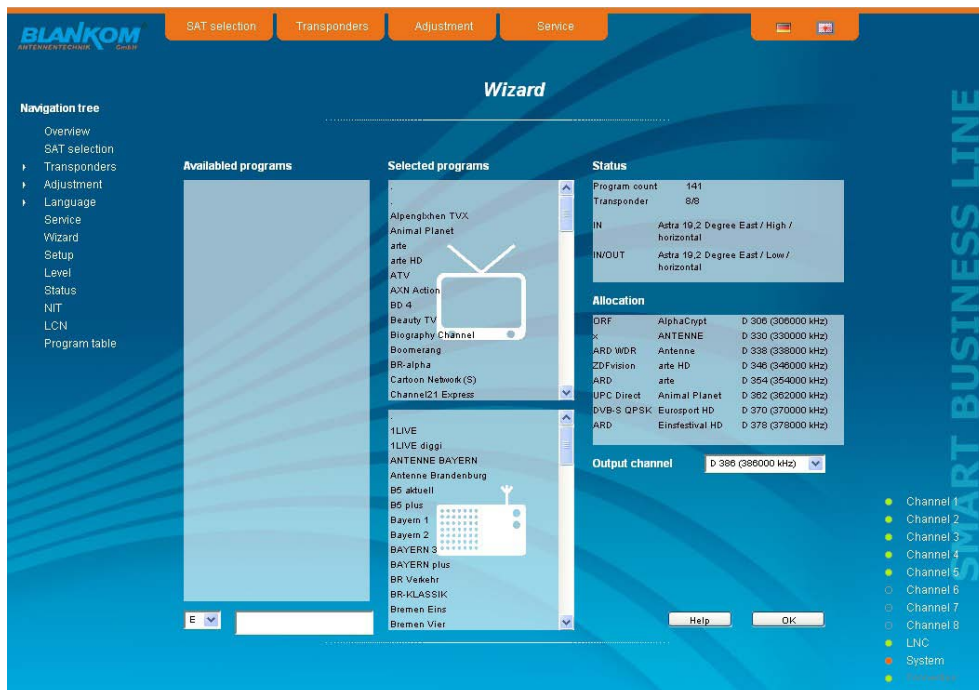 BLANKOM
ANTENNENTECHNIK GmbH
SAT selection
Transponders
Adjustment
Service
Wizard
Navigation tree
Overview
SAT selection
Transponders
Adjustment
Language
Service
Wizard
Setup
Level
Status
NIT
LCN
Program table
Availabled programs
E
Selected programs
.
.
Alpenglxhen TVX
Animal Planet
arte
arte HD
ATV
AXN Action
BD 4
Beauty TV
Biography Channel
Boomerang
BR-alpha
Cartoon Network (S)
Channel21 Express
.
1LIVE
1LIVE diggi
ANTENNE BAYERN
Antenne Brandenburg
B5 aktuell
B5 plus
Bayern 1
Bayern 2
BAYERN 3
BAYERN plus
BR Verkehr
BR-KLASSIK
Bremen Eins
Bremen Vier
Status
Program count 141
Transponder 8/8
IN Astra 19,2 Degree East / High /
horizontal
IN/OUT Astra 19,2 Degree East / Low /
horizontal
Allocation
ORF AlphaCrypt D 306 (306000 kHz)
x ANTENNE D 330 (330000 kHz)
ARD WDR Antenne D 338 (338000 kHz)
ZDFvision arte HD D 346 (346000 kHz)
ARD arte D 354 (354000 kHz)
UPC Direct Animal Planet D 362 (362000 kHz)
DVB-S QPSK Eurosport HD D 370 (370000 kHz)
ARD Einsfestival HD D 378 (378000 kHz)
Output channel D 386 (386000 kHz)
Help
OK
SMART BUSINESS LINE
Channel 1
Channel 2
Channel 3
Channel 4
Channel 5
Channel 6
Channel 7
Channel 8
LNC
System